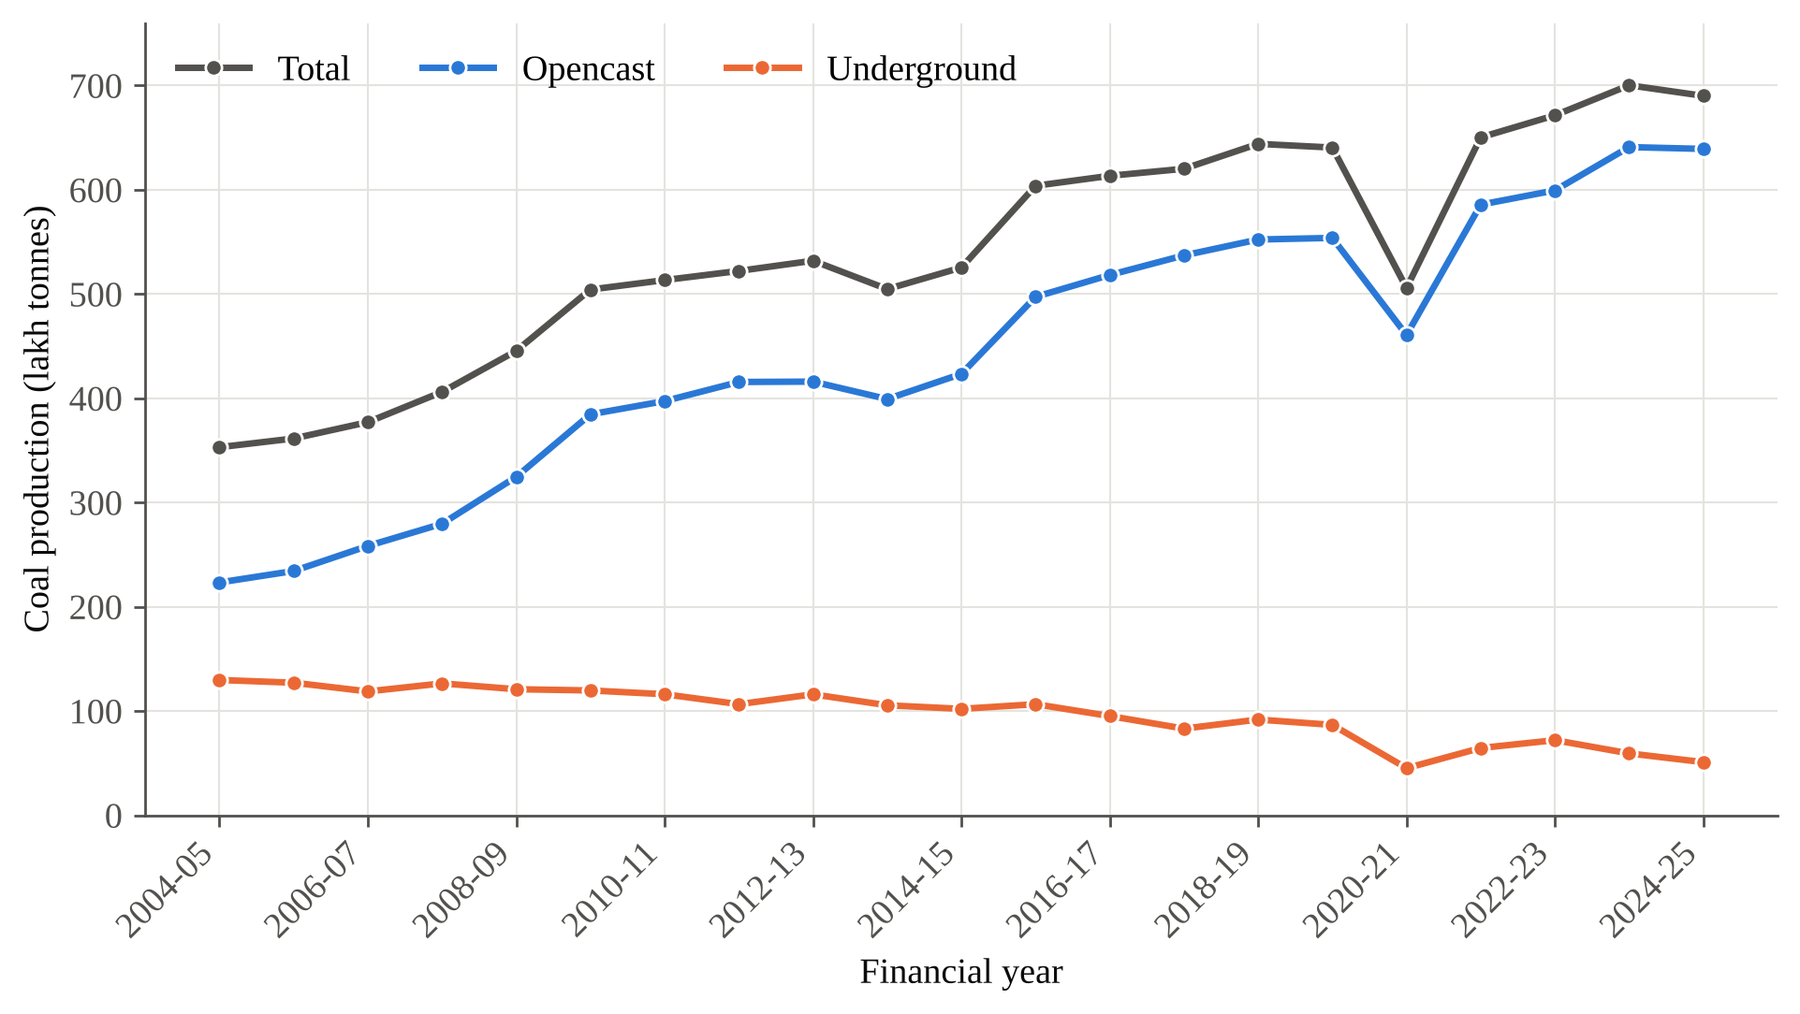 Total Opencast Underground
Coal production (lakh tonnes)
700
600
500
400
300
200
100
0
2004-05 2006-07 2008-09 2010-11 2012-13 2014-15 2016-17 2018-19 2020-21 2022-23 2024-25
Financial year